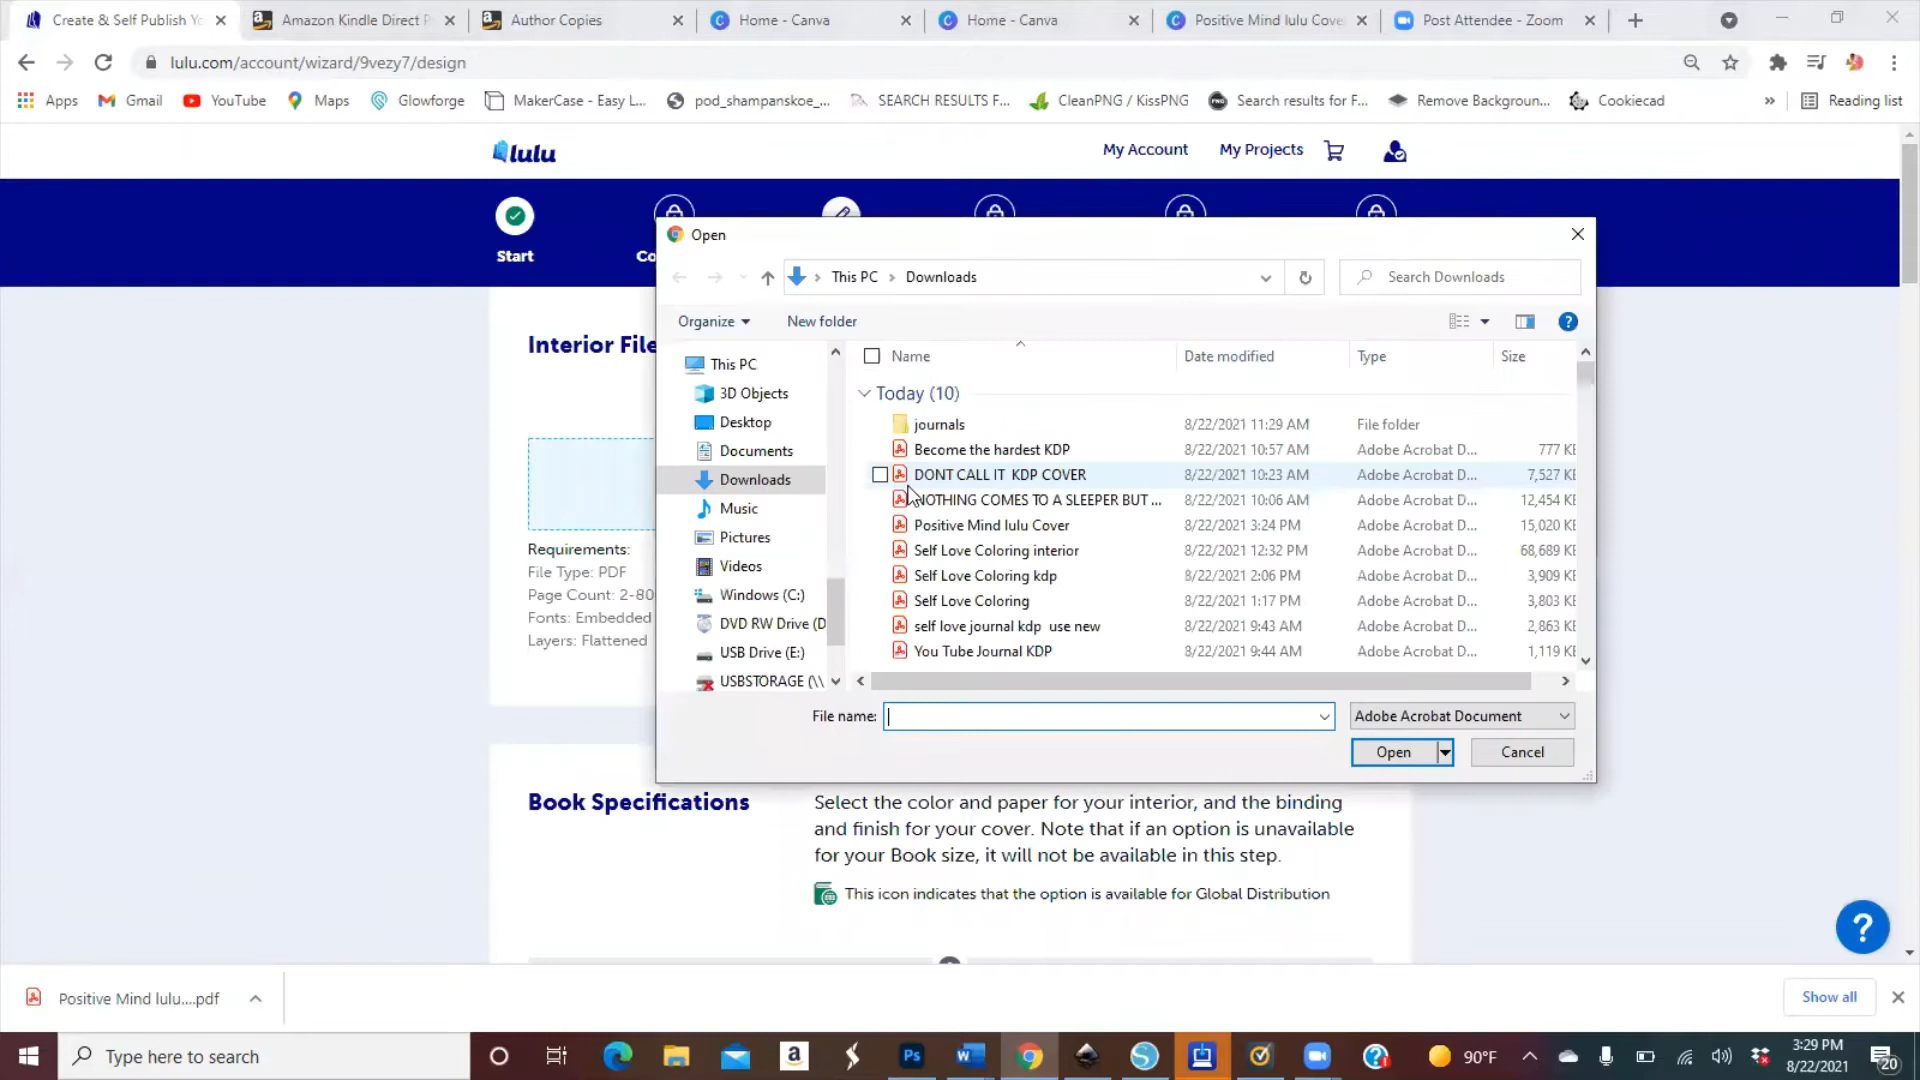 Create & Self Publish Yo
Amazon Kindle Direct P
Author Copies
Home - Canva
Home - Canva
Positive Mind lulu Cove
Post Attendee - Zoom
lulu.com/account/wizard/9vezy7/design
Apps
Gmail
YouTube
Maps
Glowforge
MakerCase - Easy L...
pod_shampanskoe_...
SEARCH RESULTS F...
CleanPNG / KissPNG
Search results for F...
Remove Backgroun...
Cookiecad
»
Reading list
lulu
My Account
My Projects
Start
Co
Interior File
Requirements:
File Type: PDF
Page Count: 2-80
Fonts: Embedded
Layers: Flattened
Open
This PC > Downloads
Search Downloads
Organize
New folder
This PC
3D Objects
Desktop
Documents
Downloads
Music
Pictures
Videos
Windows (C:)
DVD RW Drive (D
USB Drive (E:)
USBSTORAGE (\\
Name Date modified Type Size
Today (10)
journals 8/22/2021 11:29 AM File folder
Become the hardest KDP 8/22/2021 10:57 AM Adobe Acrobat D... 777 KE
DONT CALL IT  KDP COVER 8/22/2021 10:23 AM Adobe Acrobat D... 7,527 KE
NOTHING COMES TO A SLEEPER BUT ... 8/22/2021 10:06 AM Adobe Acrobat D... 12,454 KE
Positive Mind lulu Cover 8/22/2021 3:24 PM Adobe Acrobat D... 15,020 KE
Self Love Coloring interior 8/22/2021 12:32 PM Adobe Acrobat D... 68,689 KE
Self Love Coloring kdp 8/22/2021 2:06 PM Adobe Acrobat D... 3,909 KE
Self Love Coloring 8/22/2021 1:17 PM Adobe Acrobat D... 3,803 KE
self love journal kdp  use new 8/22/2021 9:43 AM Adobe Acrobat D... 2,863 KE
You Tube Journal KDP 8/22/2021 9:44 AM Adobe Acrobat D... 1,119 KE
File name:
Adobe Acrobat Document
Open
Cancel
Book Specifications
Select the color and paper for your interior, and the binding
and finish for your cover. Note that if an option is unavailable
for your Book size, it will not be available in this step.
This icon indicates that the option is available for Global Distribution
?
Positive Mind lulu....pdf
Show all
Type here to search
Ps
90°F
3:29 PM
8/22/2021
20